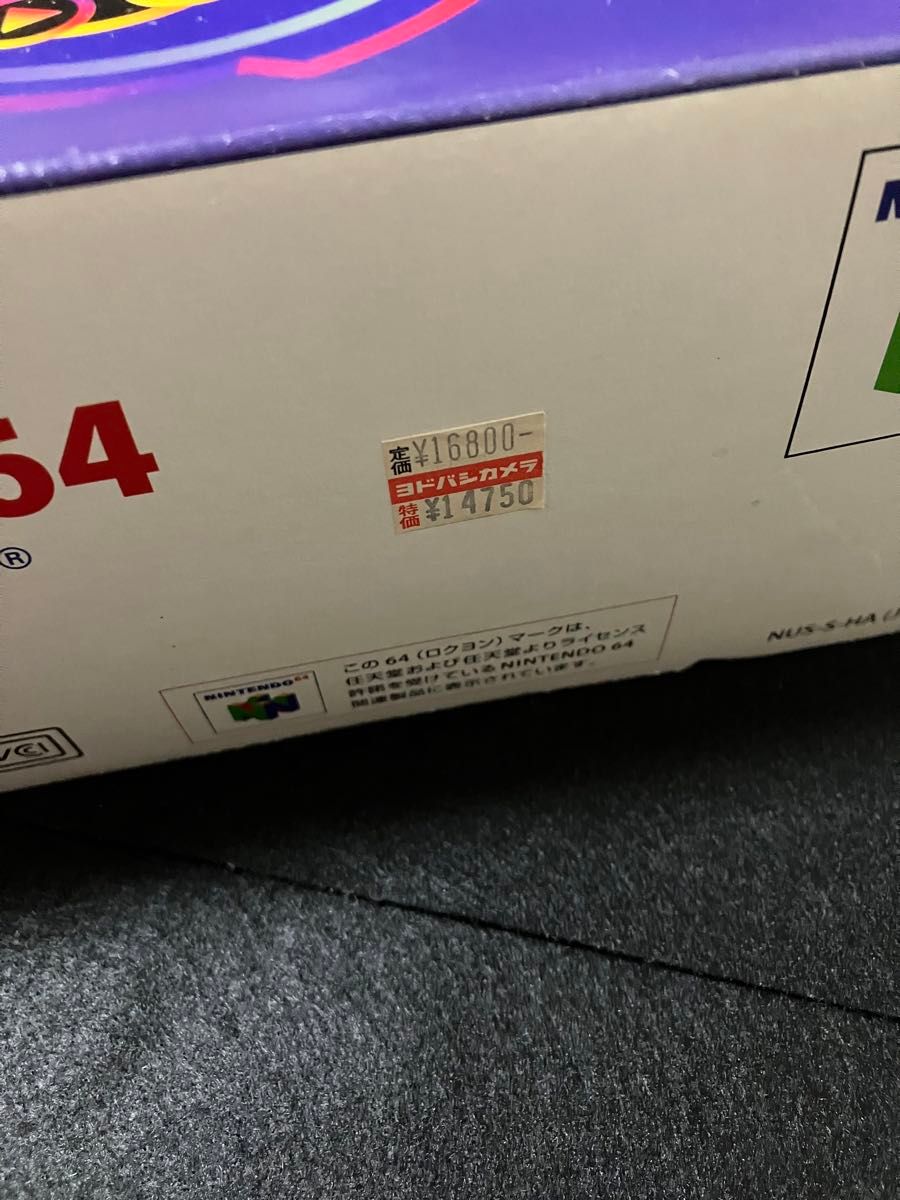 64
®
定価 ¥16800-
ヨドバシカメラ
特価 ¥14750
NINTENDO64
この64（ロクヨン）マークは、
任天堂および任天堂よりライセンス
許諾を受けているNINTENDO 64
関連製品に表示されています。
NUS-S-HA (J
VCCI